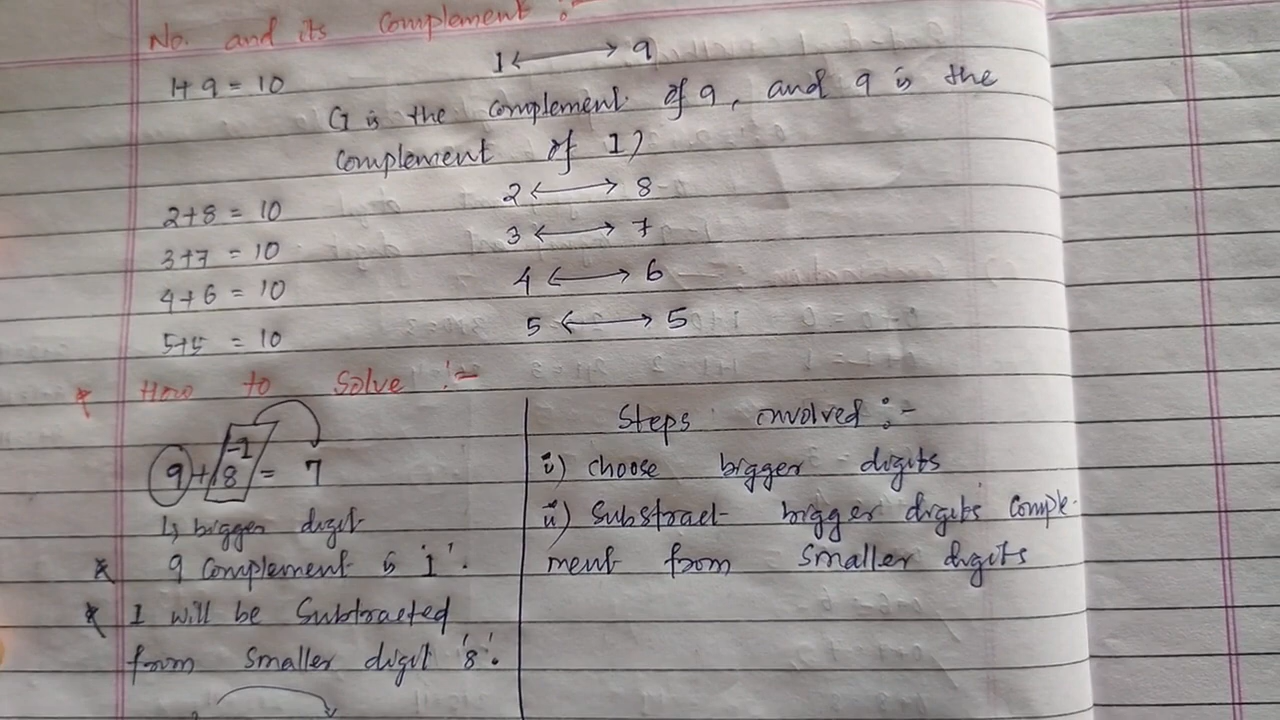 No. and its Complement :-
1 ⟷ 9
1+9 = 10
(1 is the complement of 9, and 9 is the
complement of 1)
2+8 = 10 2 ⟷ 8
3+7 = 10 3 ⟷ 7
4+6 = 10 4 ⟷ 6
5+5 = 10 5 ⟷ 5
* How to Solve :-
9 + 8 -1 = 7
↳ bigger digit
* 9 complement is '1'.
* 1 will be Subtracted
from Smaller digit '8'.
Steps involved :-
i) choose bigger digits
ii) Substract bigger digits comple-
ment from smaller digits